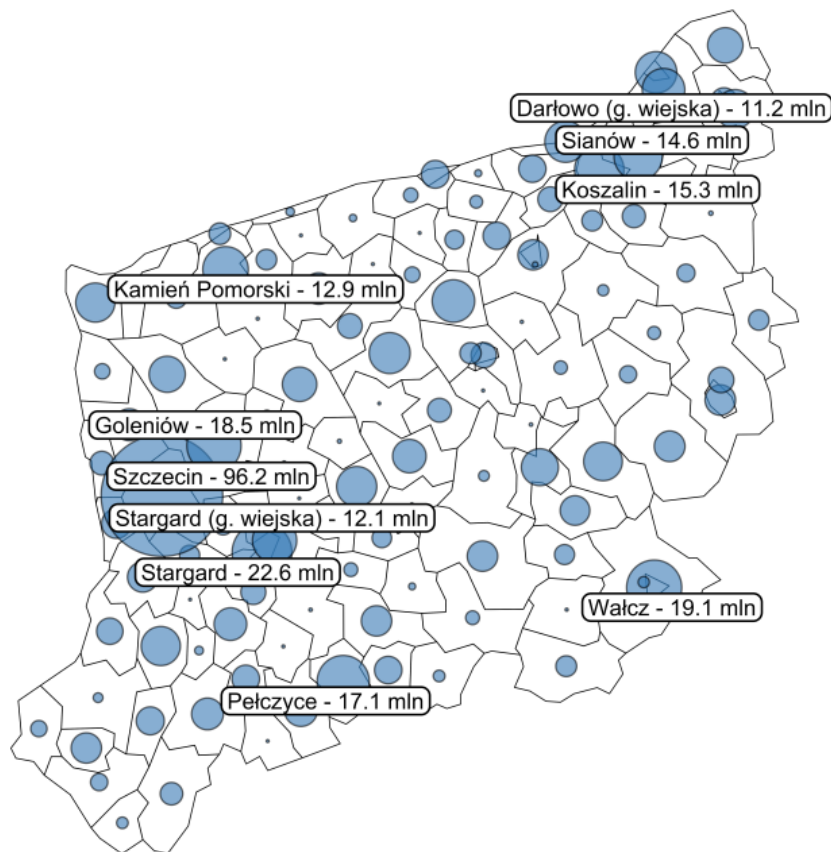 Darłowo (g. wiejska) - 11.2 mln
Sianów - 14.6 mln
Koszalin - 15.3 mln
Kamień Pomorski - 12.9 mln
Goleniów - 18.5 mln
Szczecin - 96.2 mln
Stargard (g. wiejska) - 12.1 mln
Stargard - 22.6 mln
Wałcz - 19.1 mln
Pełczyce - 17.1 mln